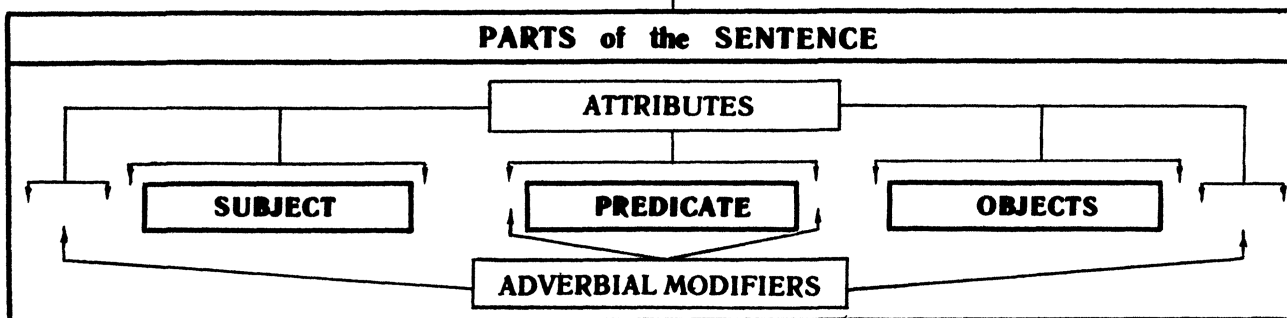 PARTS of the SENTENCE
ATTRIBUTES
SUBJECT PREDICATE OBJECTS
ADVERBIAL MODIFIERS